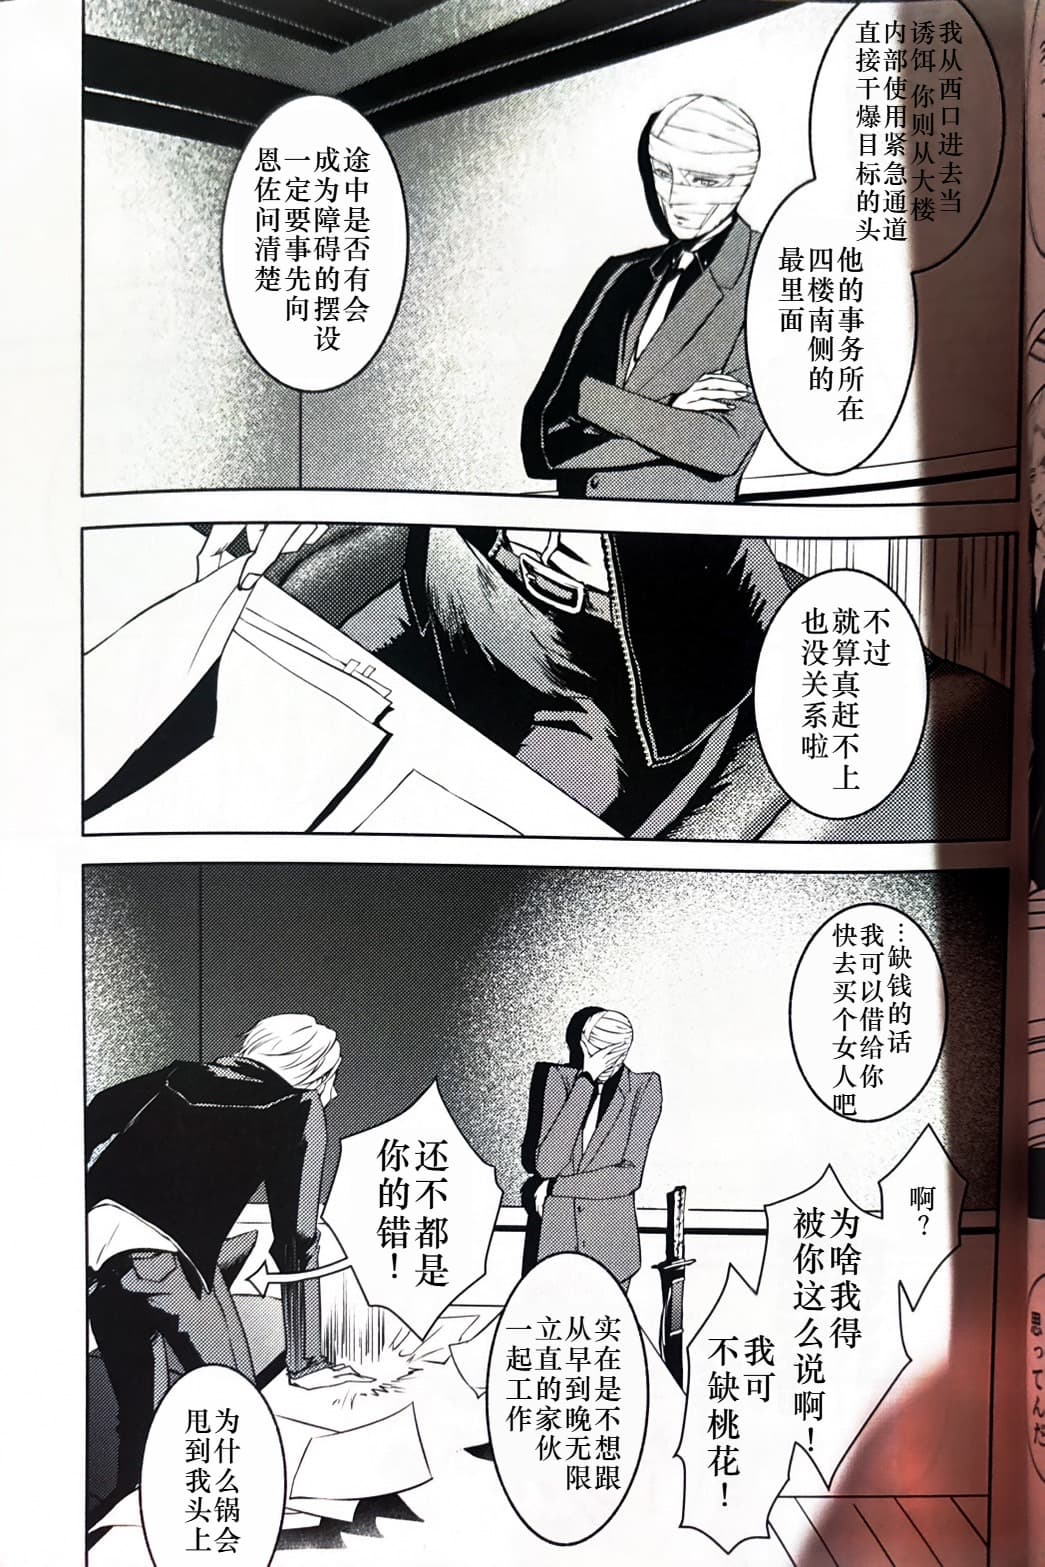 我从西口进去当
诱饵 你则从大楼
内部使用紧急通道
直接干爆目标的头
他的事务所在
四楼南侧的
最里面
途中是否有会
成为障碍的摆设
一定要事先向
恩佐问清楚
不过
就算真赶不上
也没关系啦
…缺钱的话
我可以借给你
快去买个女人吧
啊？
为啥我得
被你这么说啊！
我可
不缺桃花！
实在是不想跟
从早到晚无限
立直的家伙
一起工作
还不都是
你的错！
为什么锅会
甩到我头上
思ってんだ